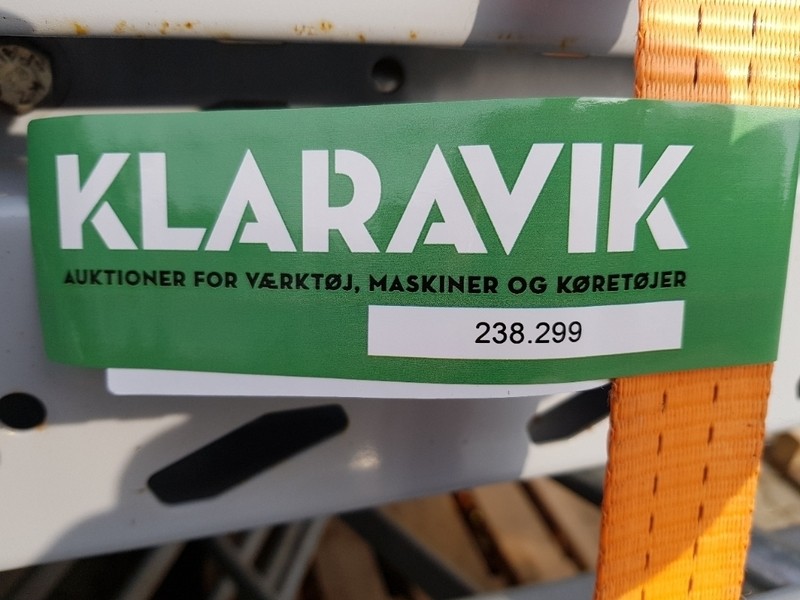 KLARAVIK
AUKTIONER FOR VÆRKTØJ, MASKINER OG KØRETØJER
238.299